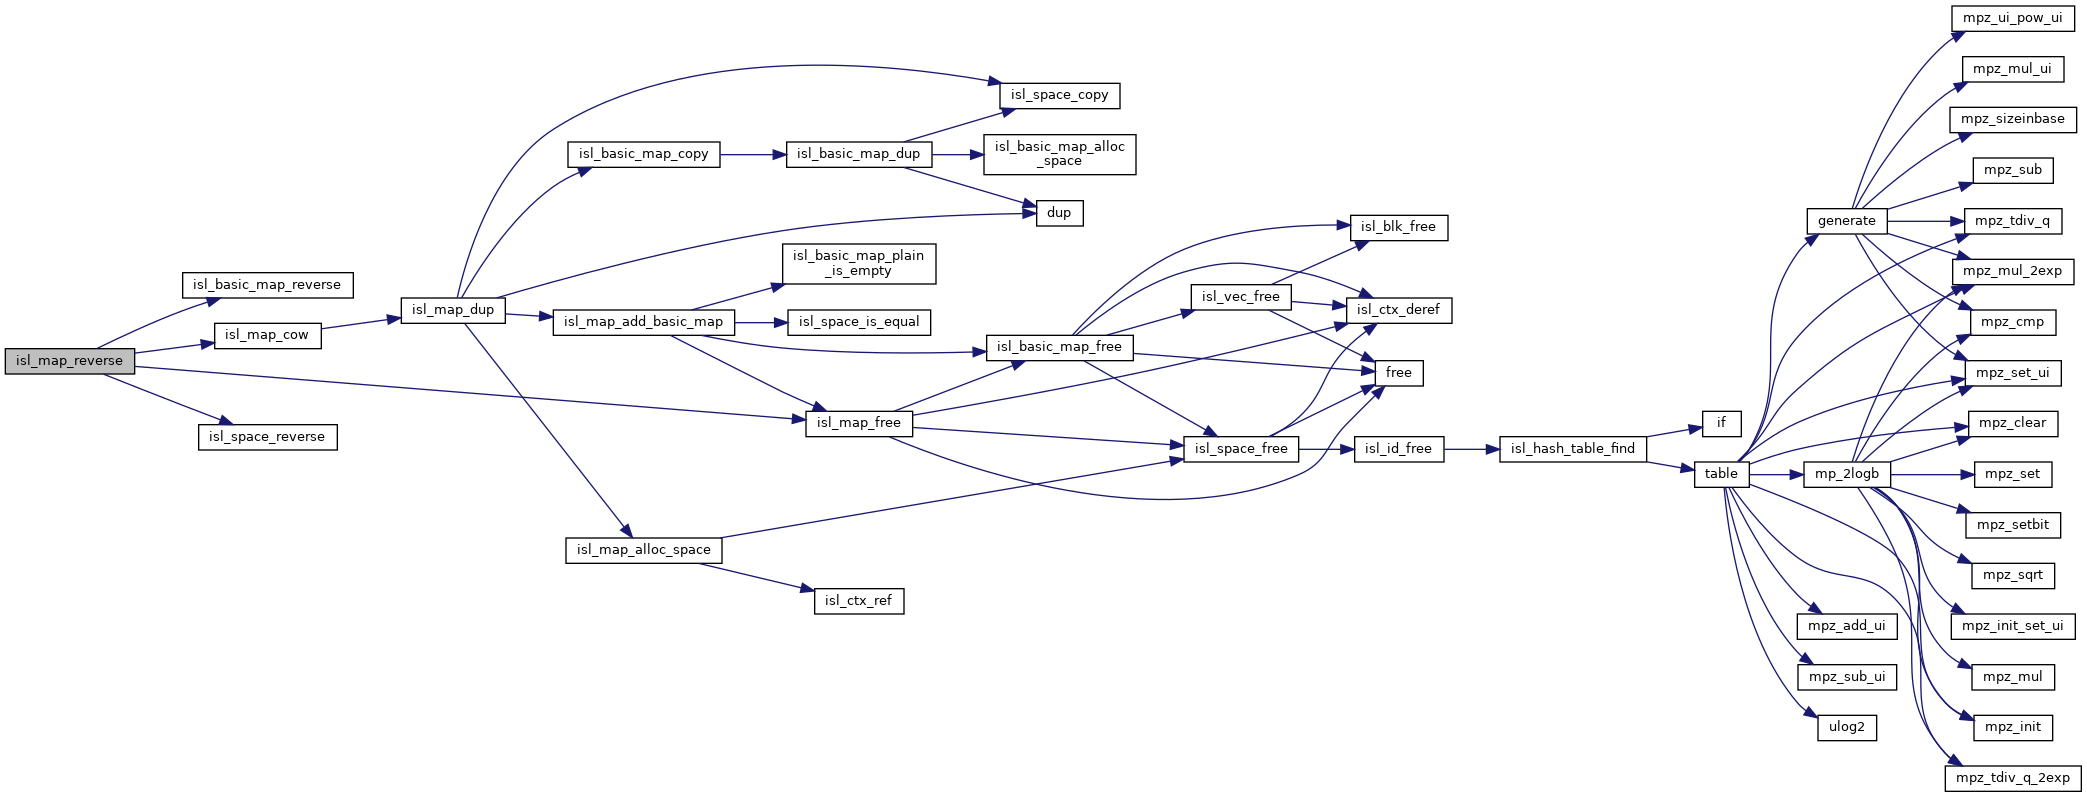 isl_map_reverse
isl_basic_map_reverse
isl_map_cow
isl_space_reverse
isl_map_dup
isl_basic_map_copy
isl_map_add_basic_map
isl_map_alloc_space
isl_basic_map_dup
isl_basic_map_plain
_is_empty
isl_space_is_equal
isl_map_free
isl_ctx_ref
isl_space_copy
isl_basic_map_alloc
_space
dup
isl_basic_map_free
isl_vec_free
isl_space_free
isl_blk_free
isl_ctx_deref
free
isl_id_free
isl_hash_table_find
if
table
generate
mp_2logb
mpz_add_ui
mpz_sub_ui
ulog2
mpz_ui_pow_ui
mpz_mul_ui
mpz_sizeinbase
mpz_sub
mpz_tdiv_q
mpz_mul_2exp
mpz_cmp
mpz_set_ui
mpz_clear
mpz_set
mpz_setbit
mpz_sqrt
mpz_init_set_ui
mpz_mul
mpz_init
mpz_tdiv_q_2exp